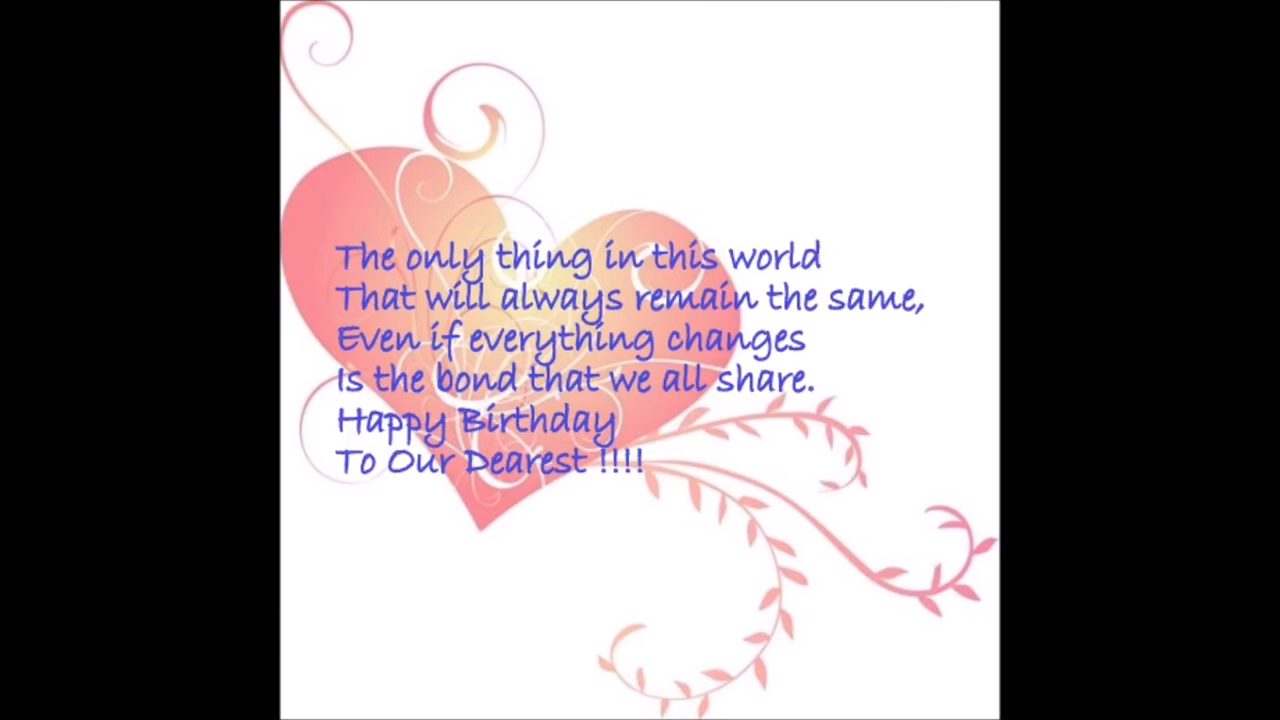 The only thing in this world
That will always remain the same,
Even if everything changes
Is the bond that we all share.
Happy Birthday
To Our Dearest !!!!